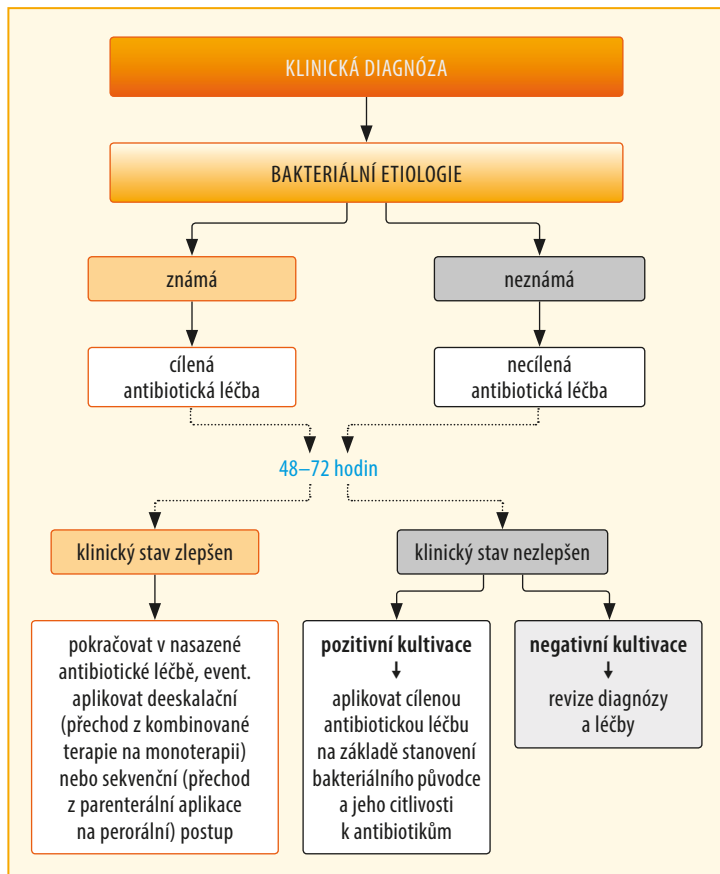 KLINICKÁ DIAGNÓZA
BAKTERIÁLNÍ ETIOLOGIE
známá
neznámá
cílená
antibiotická léčba
necílená
antibiotická léčba
48–72 hodin
klinický stav zlepšen
klinický stav nezlepšen
pokračovat v nasazené
antibiotické léčbě, event.
aplikovat deeskalační
(přechod z kombinované
terapie na monoterapii)
nebo sekvenční (přechod
z parenterální aplikace
na perorální) postup
pozitivní kultivace
aplikovat cílenou
antibiotickou léčbu
na základě stanovení
bakteriálního původce
a jeho citlivosti
k antibiotikům
negativní kultivace
revize diagnózy
a léčby